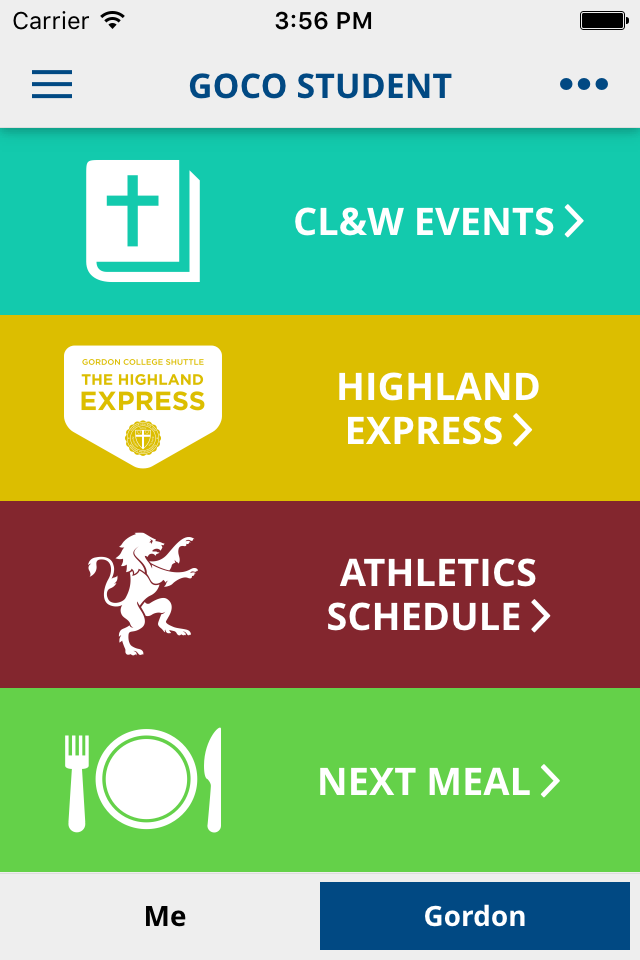 Carrier 3:56 PM
GOCO STUDENT
CL&W EVENTS
GORDON COLLEGE SHUTTLE
THE HIGHLAND
EXPRESS
HIGHLAND
EXPRESS
ATHLETICS
SCHEDULE
NEXT MEAL
Me Gordon